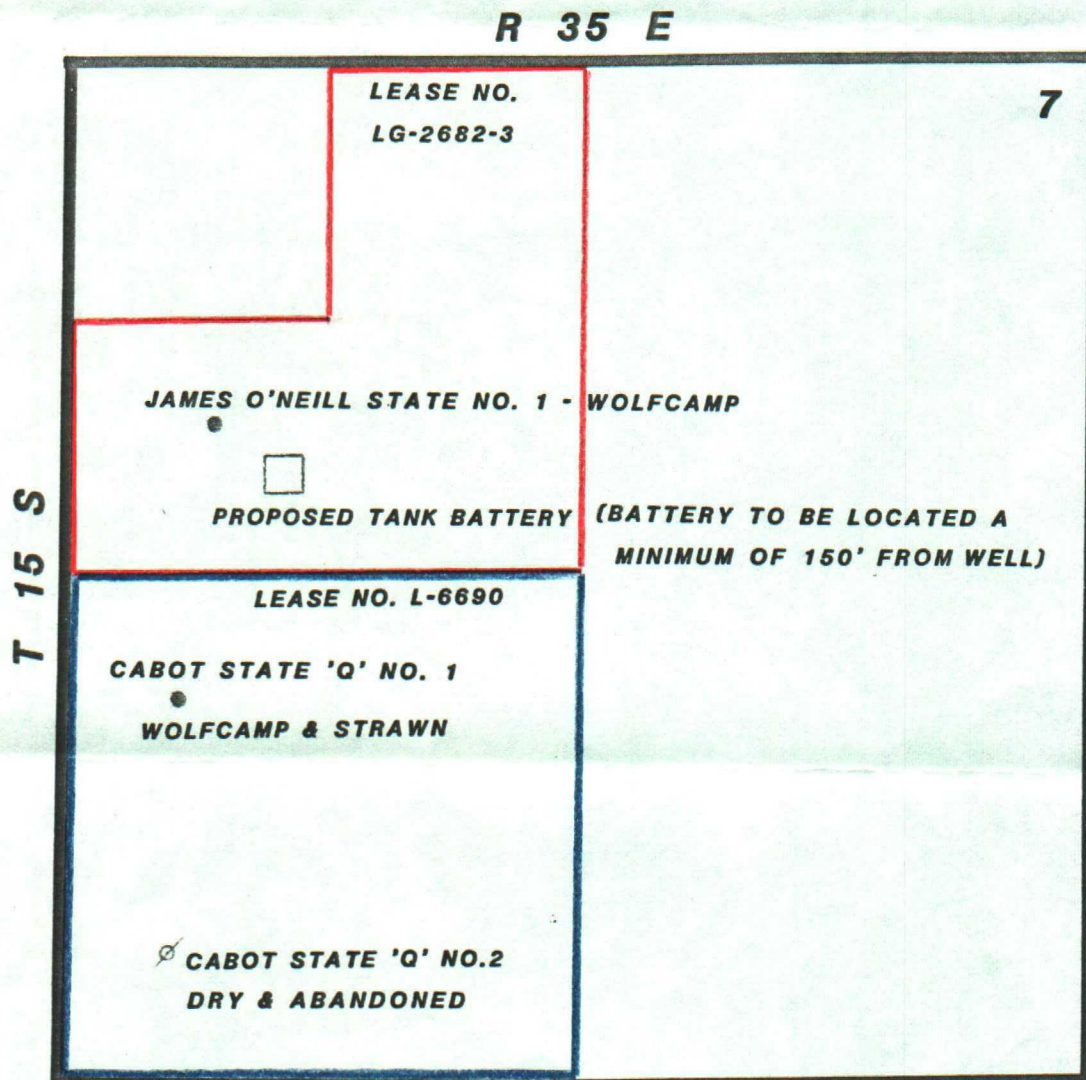 R 35 E
LEASE NO.
LG-2682-3
7
JAMES O'NEILL STATE NO. 1 - WOLFCAMP
T 15 S
PROPOSED TANK BATTERY (BATTERY TO BE LOCATED A
MINIMUM OF 150' FROM WELL)
LEASE NO. L-6690
CABOT STATE 'Q' NO. 1
WOLFCAMP & STRAWN
CABOT STATE 'Q' NO.2
DRY & ABANDONED